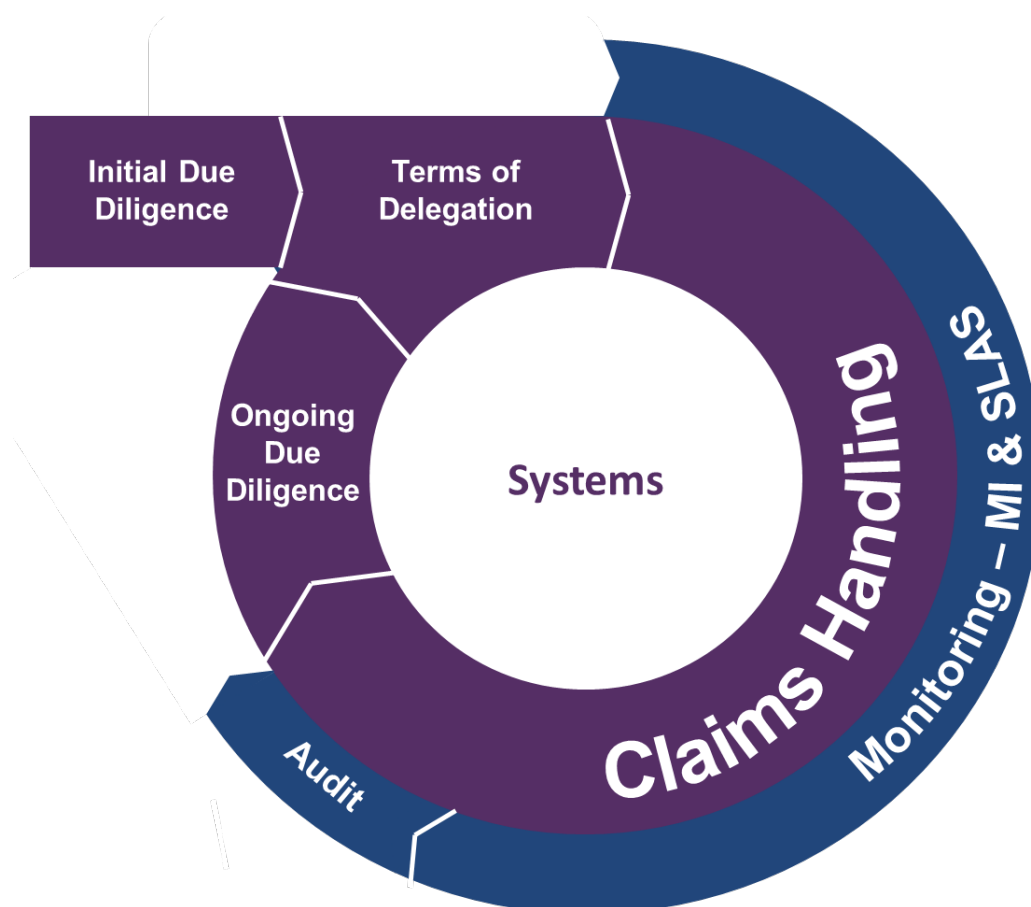 Initial Due
Diligence
Terms of
Delegation
Ongoing
Due
Diligence
Systems
Claims Handling
Monitoring – MI & SLAS
Audit